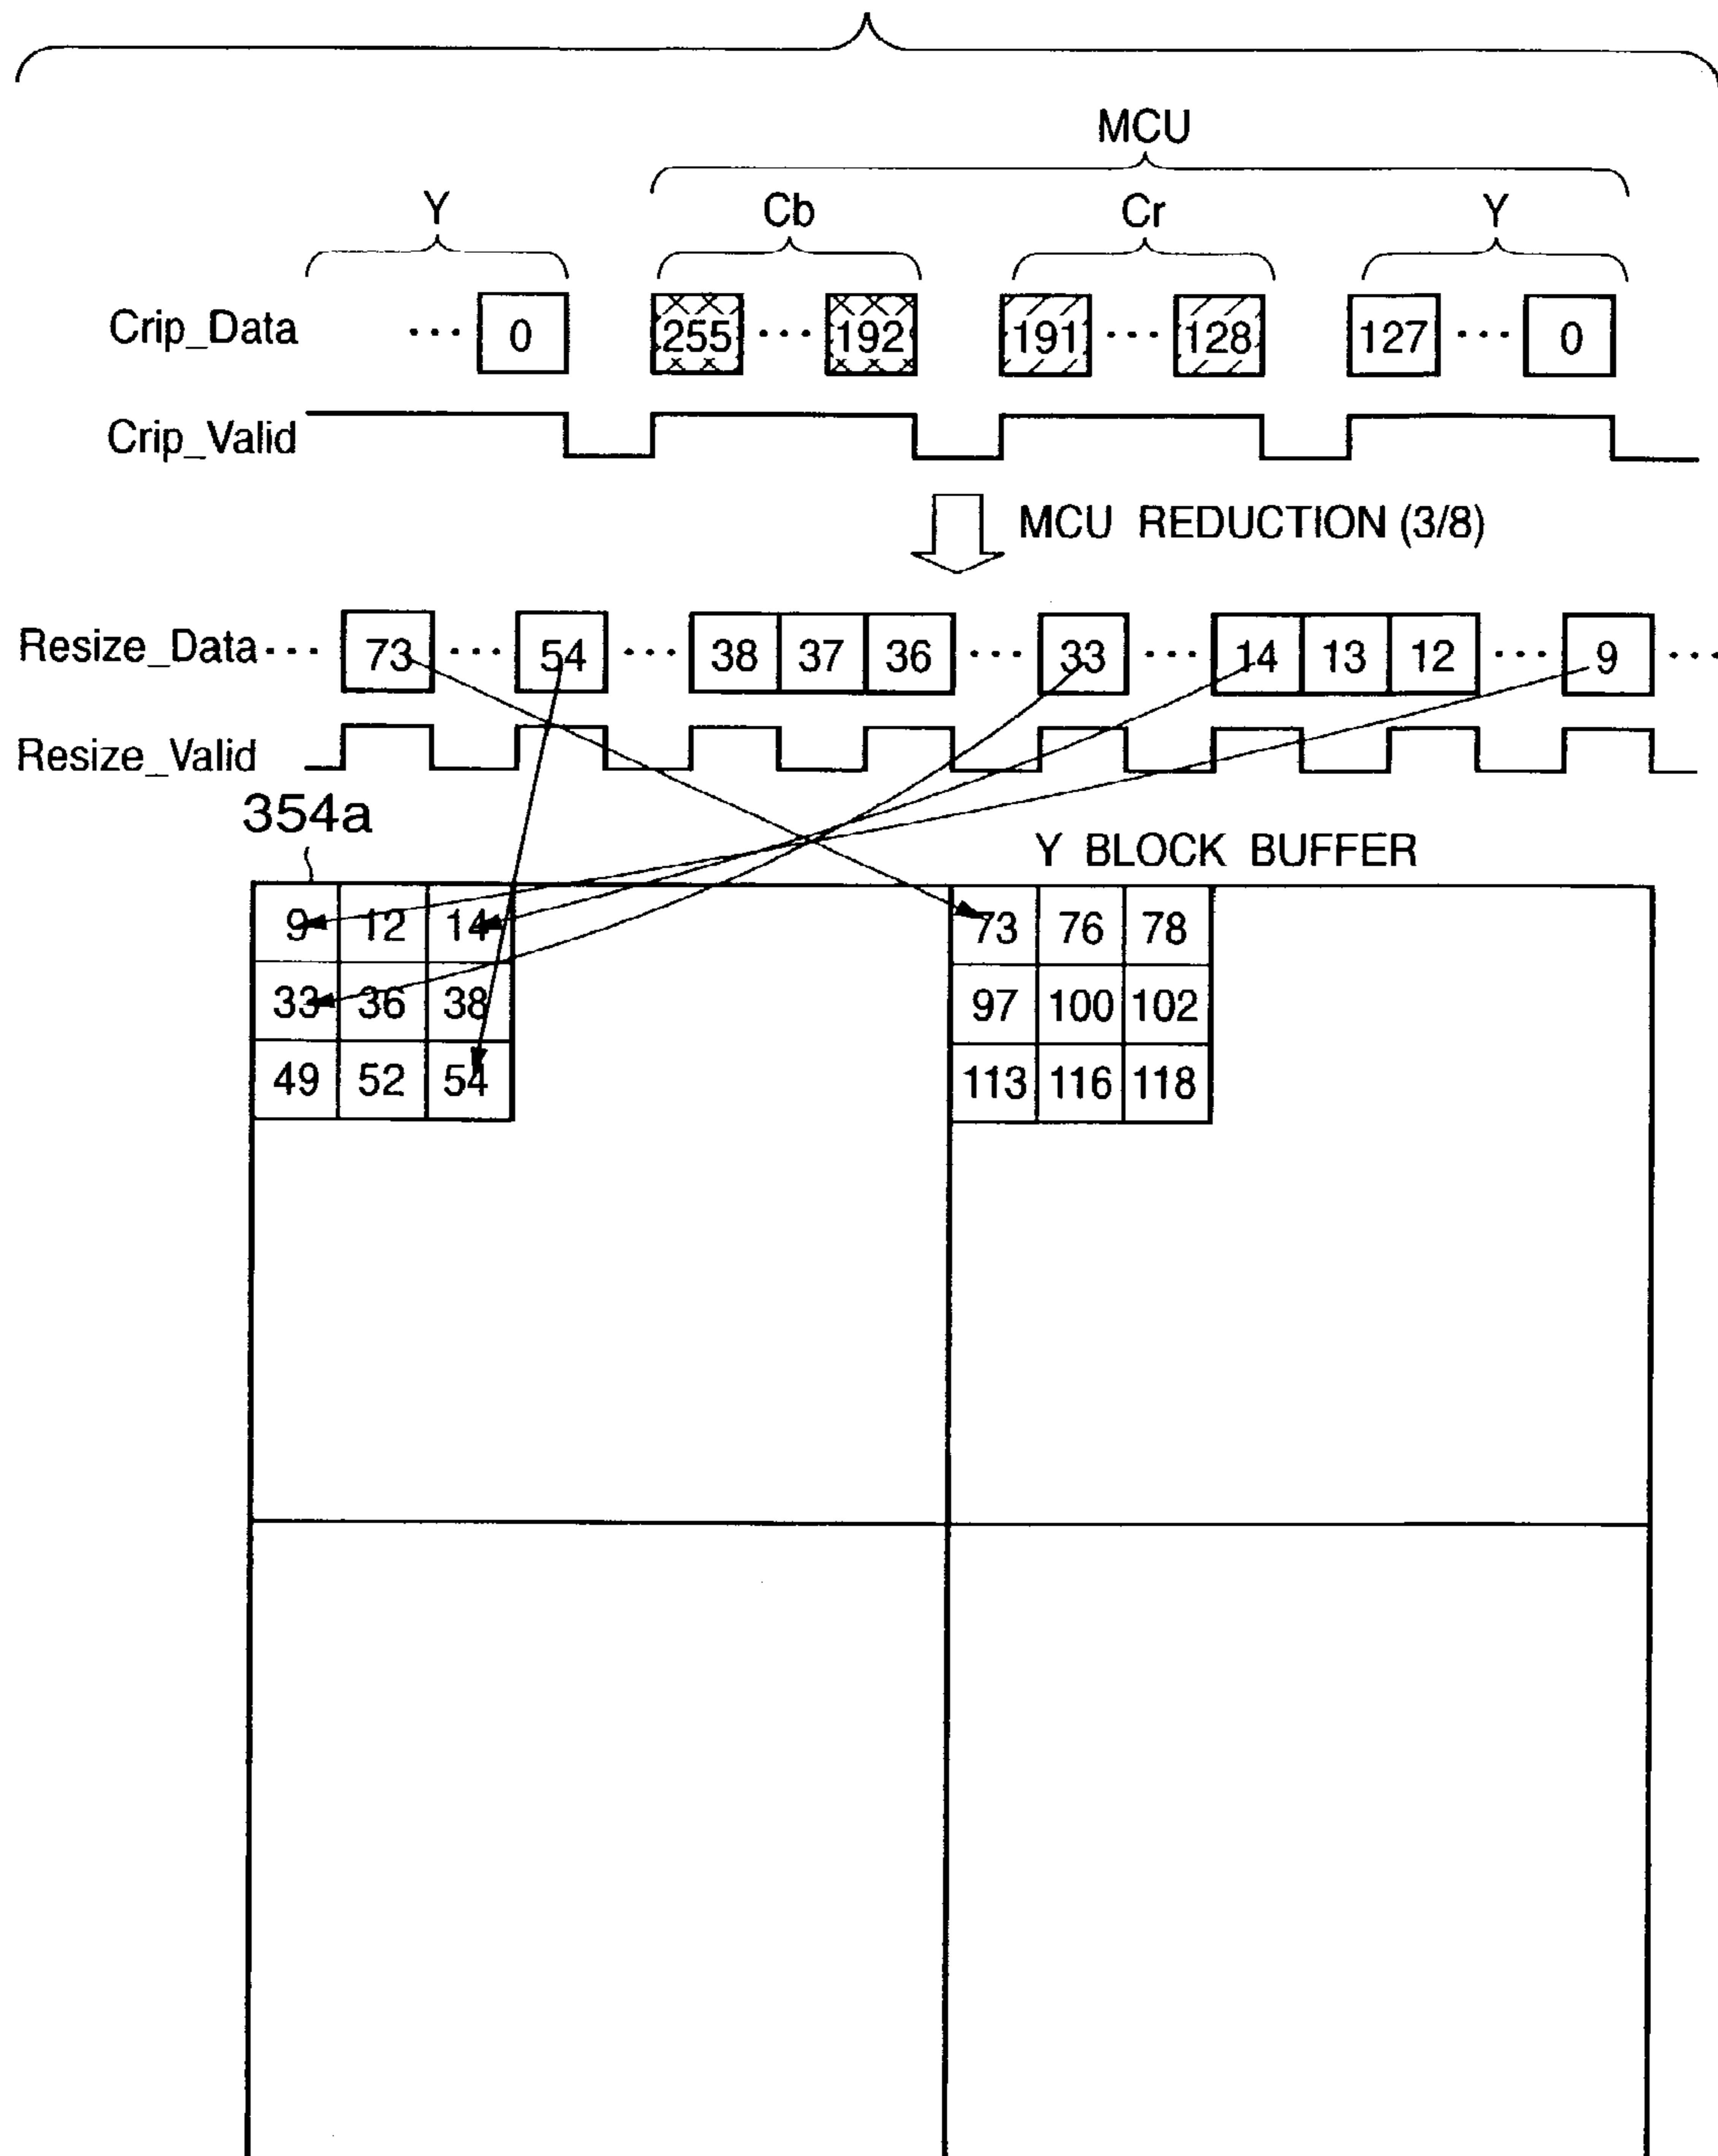 MCU
Y Cb Cr Y
Crip_Data ··· 0 255 ··· 192 191 ··· 128 127 ··· 0
Crip_Valid
MCU REDUCTION (3/8)
Resize_Data ··· 73 ··· 54 ··· 38 37 36 ··· 33 ··· 14 13 12 ··· 9 ···
Resize_Valid
354a
Y BLOCK BUFFER
9 12 14 73 76 78
33 36 38 97 100 102
49 52 54 113 116 118